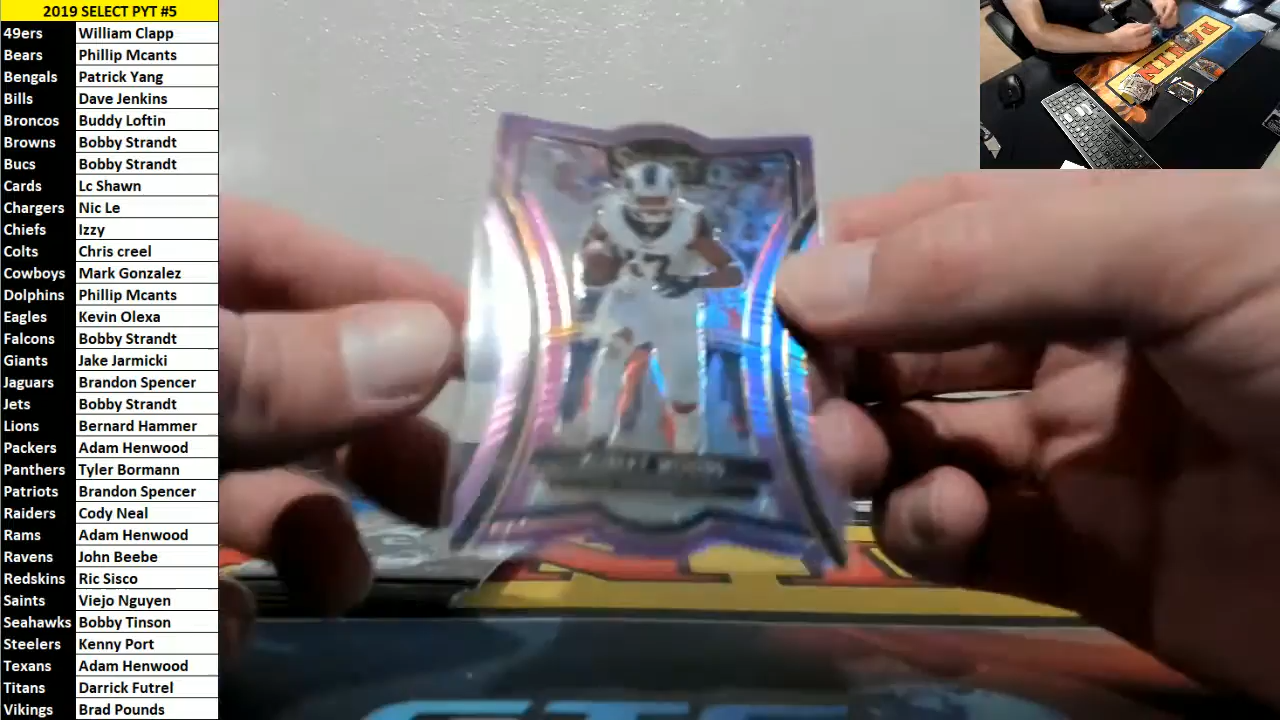 2019 SELECT PYT #5
49ers William Clapp
Bears Phillip Mcants
Bengals Patrick Yang
Bills Dave Jenkins
Broncos Buddy Loftin
Browns Bobby Strandt
Bucs Bobby Strandt
Cards Lc Shawn
Chargers Nic Le
Chiefs Izzy
Colts Chris creel
Cowboys Mark Gonzalez
Dolphins Phillip Mcants
Eagles Kevin Olexa
Falcons Bobby Strandt
Giants Jake Jarmicki
Jaguars Brandon Spencer
Jets Bobby Strandt
Lions Bernard Hammer
Packers Adam Henwood
Panthers Tyler Bormann
Patriots Brandon Spencer
Raiders Cody Neal
Rams Adam Henwood
Ravens John Beebe
Redskins Ric Sisco
Saints Viejo Nguyen
Seahawks Bobby Tinson
Steelers Kenny Port
Texans Adam Henwood
Titans Darrick Futrel
Vikings Brad Pounds
17